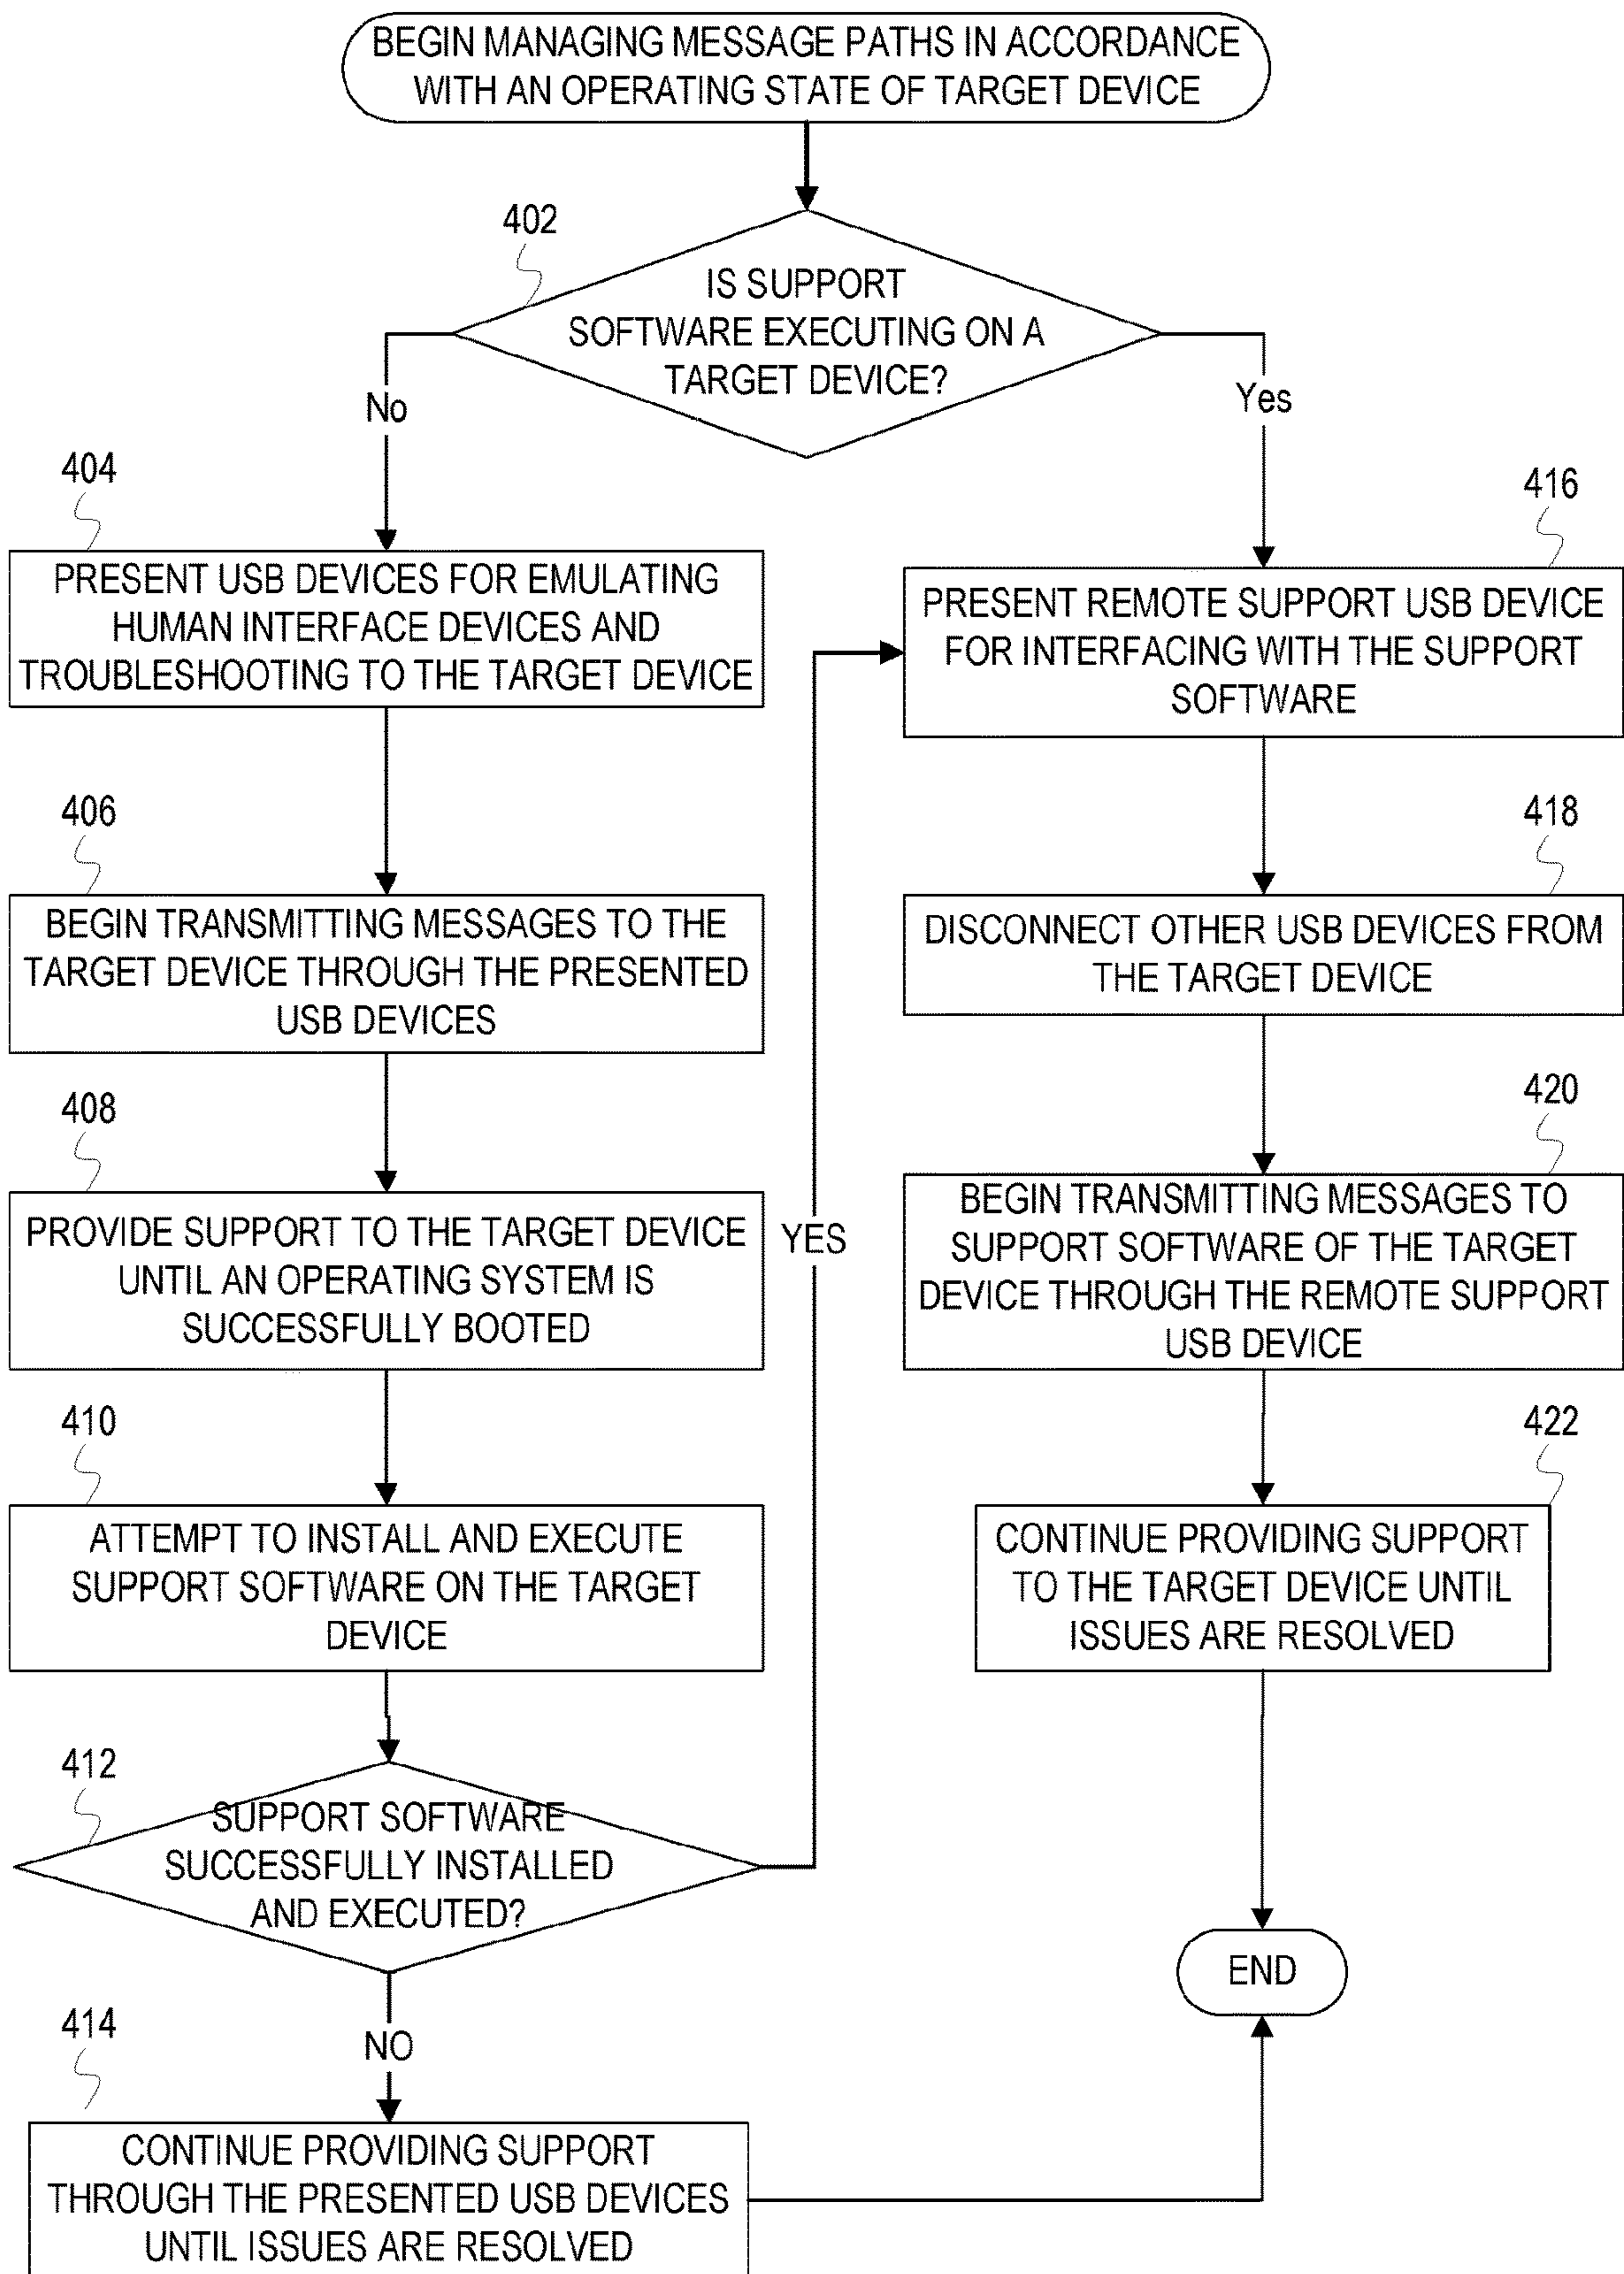 BEGIN MANAGING MESSAGE PATHS IN ACCORDANCE
WITH AN OPERATING STATE OF TARGET DEVICE
402
IS SUPPORT
SOFTWARE EXECUTING ON A
TARGET DEVICE?
No
Yes
404
PRESENT USB DEVICES FOR EMULATING
HUMAN INTERFACE DEVICES AND
TROUBLESHOOTING TO THE TARGET DEVICE
406
BEGIN TRANSMITTING MESSAGES TO THE
TARGET DEVICE THROUGH THE PRESENTED
USB DEVICES
408
PROVIDE SUPPORT TO THE TARGET DEVICE
UNTIL AN OPERATING SYSTEM IS
SUCCESSFULLY BOOTED
410
ATTEMPT TO INSTALL AND EXECUTE
SUPPORT SOFTWARE ON THE TARGET
DEVICE
412
SUPPORT SOFTWARE
SUCCESSFULLY INSTALLED
AND EXECUTED?
YES
NO
414
CONTINUE PROVIDING SUPPORT
THROUGH THE PRESENTED USB DEVICES
UNTIL ISSUES ARE RESOLVED
416
PRESENT REMOTE SUPPORT USB DEVICE
FOR INTERFACING WITH THE SUPPORT
SOFTWARE
418
DISCONNECT OTHER USB DEVICES FROM
THE TARGET DEVICE
420
BEGIN TRANSMITTING MESSAGES TO
SUPPORT SOFTWARE OF THE TARGET
DEVICE THROUGH THE REMOTE SUPPORT
USB DEVICE
422
CONTINUE PROVIDING SUPPORT
TO THE TARGET DEVICE UNTIL
ISSUES ARE RESOLVED
END